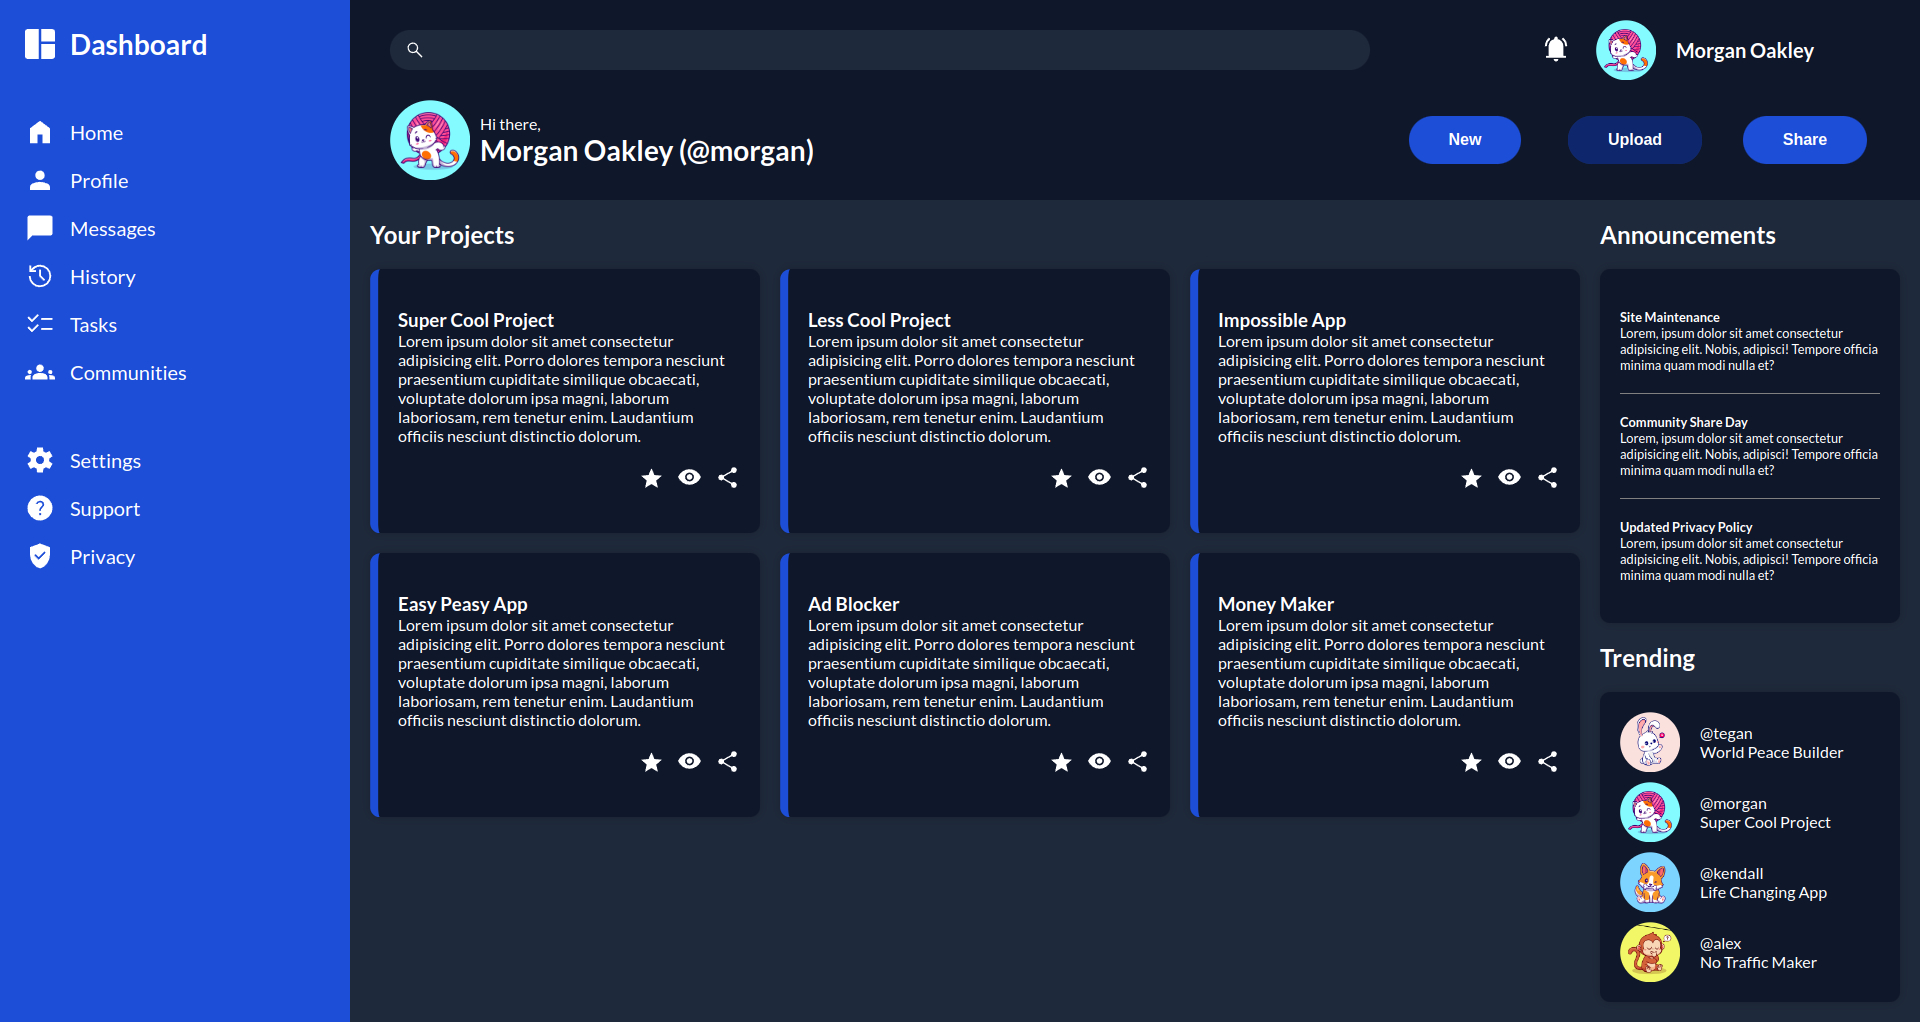 Dashboard
Home
Profile
Messages
History
Tasks
Communities
Settings
Support
Privacy
Morgan Oakley
Hi there,
Morgan Oakley (@morgan)
New
Upload
Share
Your Projects
Super Cool Project
Lorem ipsum dolor sit amet consectetur
adipisicing elit. Porro dolores tempora nesciunt
praesentium cupiditate similique obcaecati,
voluptate dolorum ipsa magni, laborum
laboriosam, rem tenetur enim. Laudantium
officiis nesciunt distinctio dolorum.
Less Cool Project
Lorem ipsum dolor sit amet consectetur
adipisicing elit. Porro dolores tempora nesciunt
praesentium cupiditate similique obcaecati,
voluptate dolorum ipsa magni, laborum
laboriosam, rem tenetur enim. Laudantium
officiis nesciunt distinctio dolorum.
Impossible App
Lorem ipsum dolor sit amet consectetur
adipisicing elit. Porro dolores tempora nesciunt
praesentium cupiditate similique obcaecati,
voluptate dolorum ipsa magni, laborum
laboriosam, rem tenetur enim. Laudantium
officiis nesciunt distinctio dolorum.
Easy Peasy App
Lorem ipsum dolor sit amet consectetur
adipisicing elit. Porro dolores tempora nesciunt
praesentium cupiditate similique obcaecati,
voluptate dolorum ipsa magni, laborum
laboriosam, rem tenetur enim. Laudantium
officiis nesciunt distinctio dolorum.
Ad Blocker
Lorem ipsum dolor sit amet consectetur
adipisicing elit. Porro dolores tempora nesciunt
praesentium cupiditate similique obcaecati,
voluptate dolorum ipsa magni, laborum
laboriosam, rem tenetur enim. Laudantium
officiis nesciunt distinctio dolorum.
Money Maker
Lorem ipsum dolor sit amet consectetur
adipisicing elit. Porro dolores tempora nesciunt
praesentium cupiditate similique obcaecati,
voluptate dolorum ipsa magni, laborum
laboriosam, rem tenetur enim. Laudantium
officiis nesciunt distinctio dolorum.
Announcements
Site Maintenance
Lorem, ipsum dolor sit amet consectetur
adipisicing elit. Nobis, adipisci! Tempore officia
minima quam modi nulla et?
Community Share Day
Lorem, ipsum dolor sit amet consectetur
adipisicing elit. Nobis, adipisci! Tempore officia
minima quam modi nulla et?
Updated Privacy Policy
Lorem, ipsum dolor sit amet consectetur
adipisicing elit. Nobis, adipisci! Tempore officia
minima quam modi nulla et?
Trending
@tegan
World Peace Builder
@morgan
Super Cool Project
@kendall
Life Changing App
@alex
No Traffic Maker